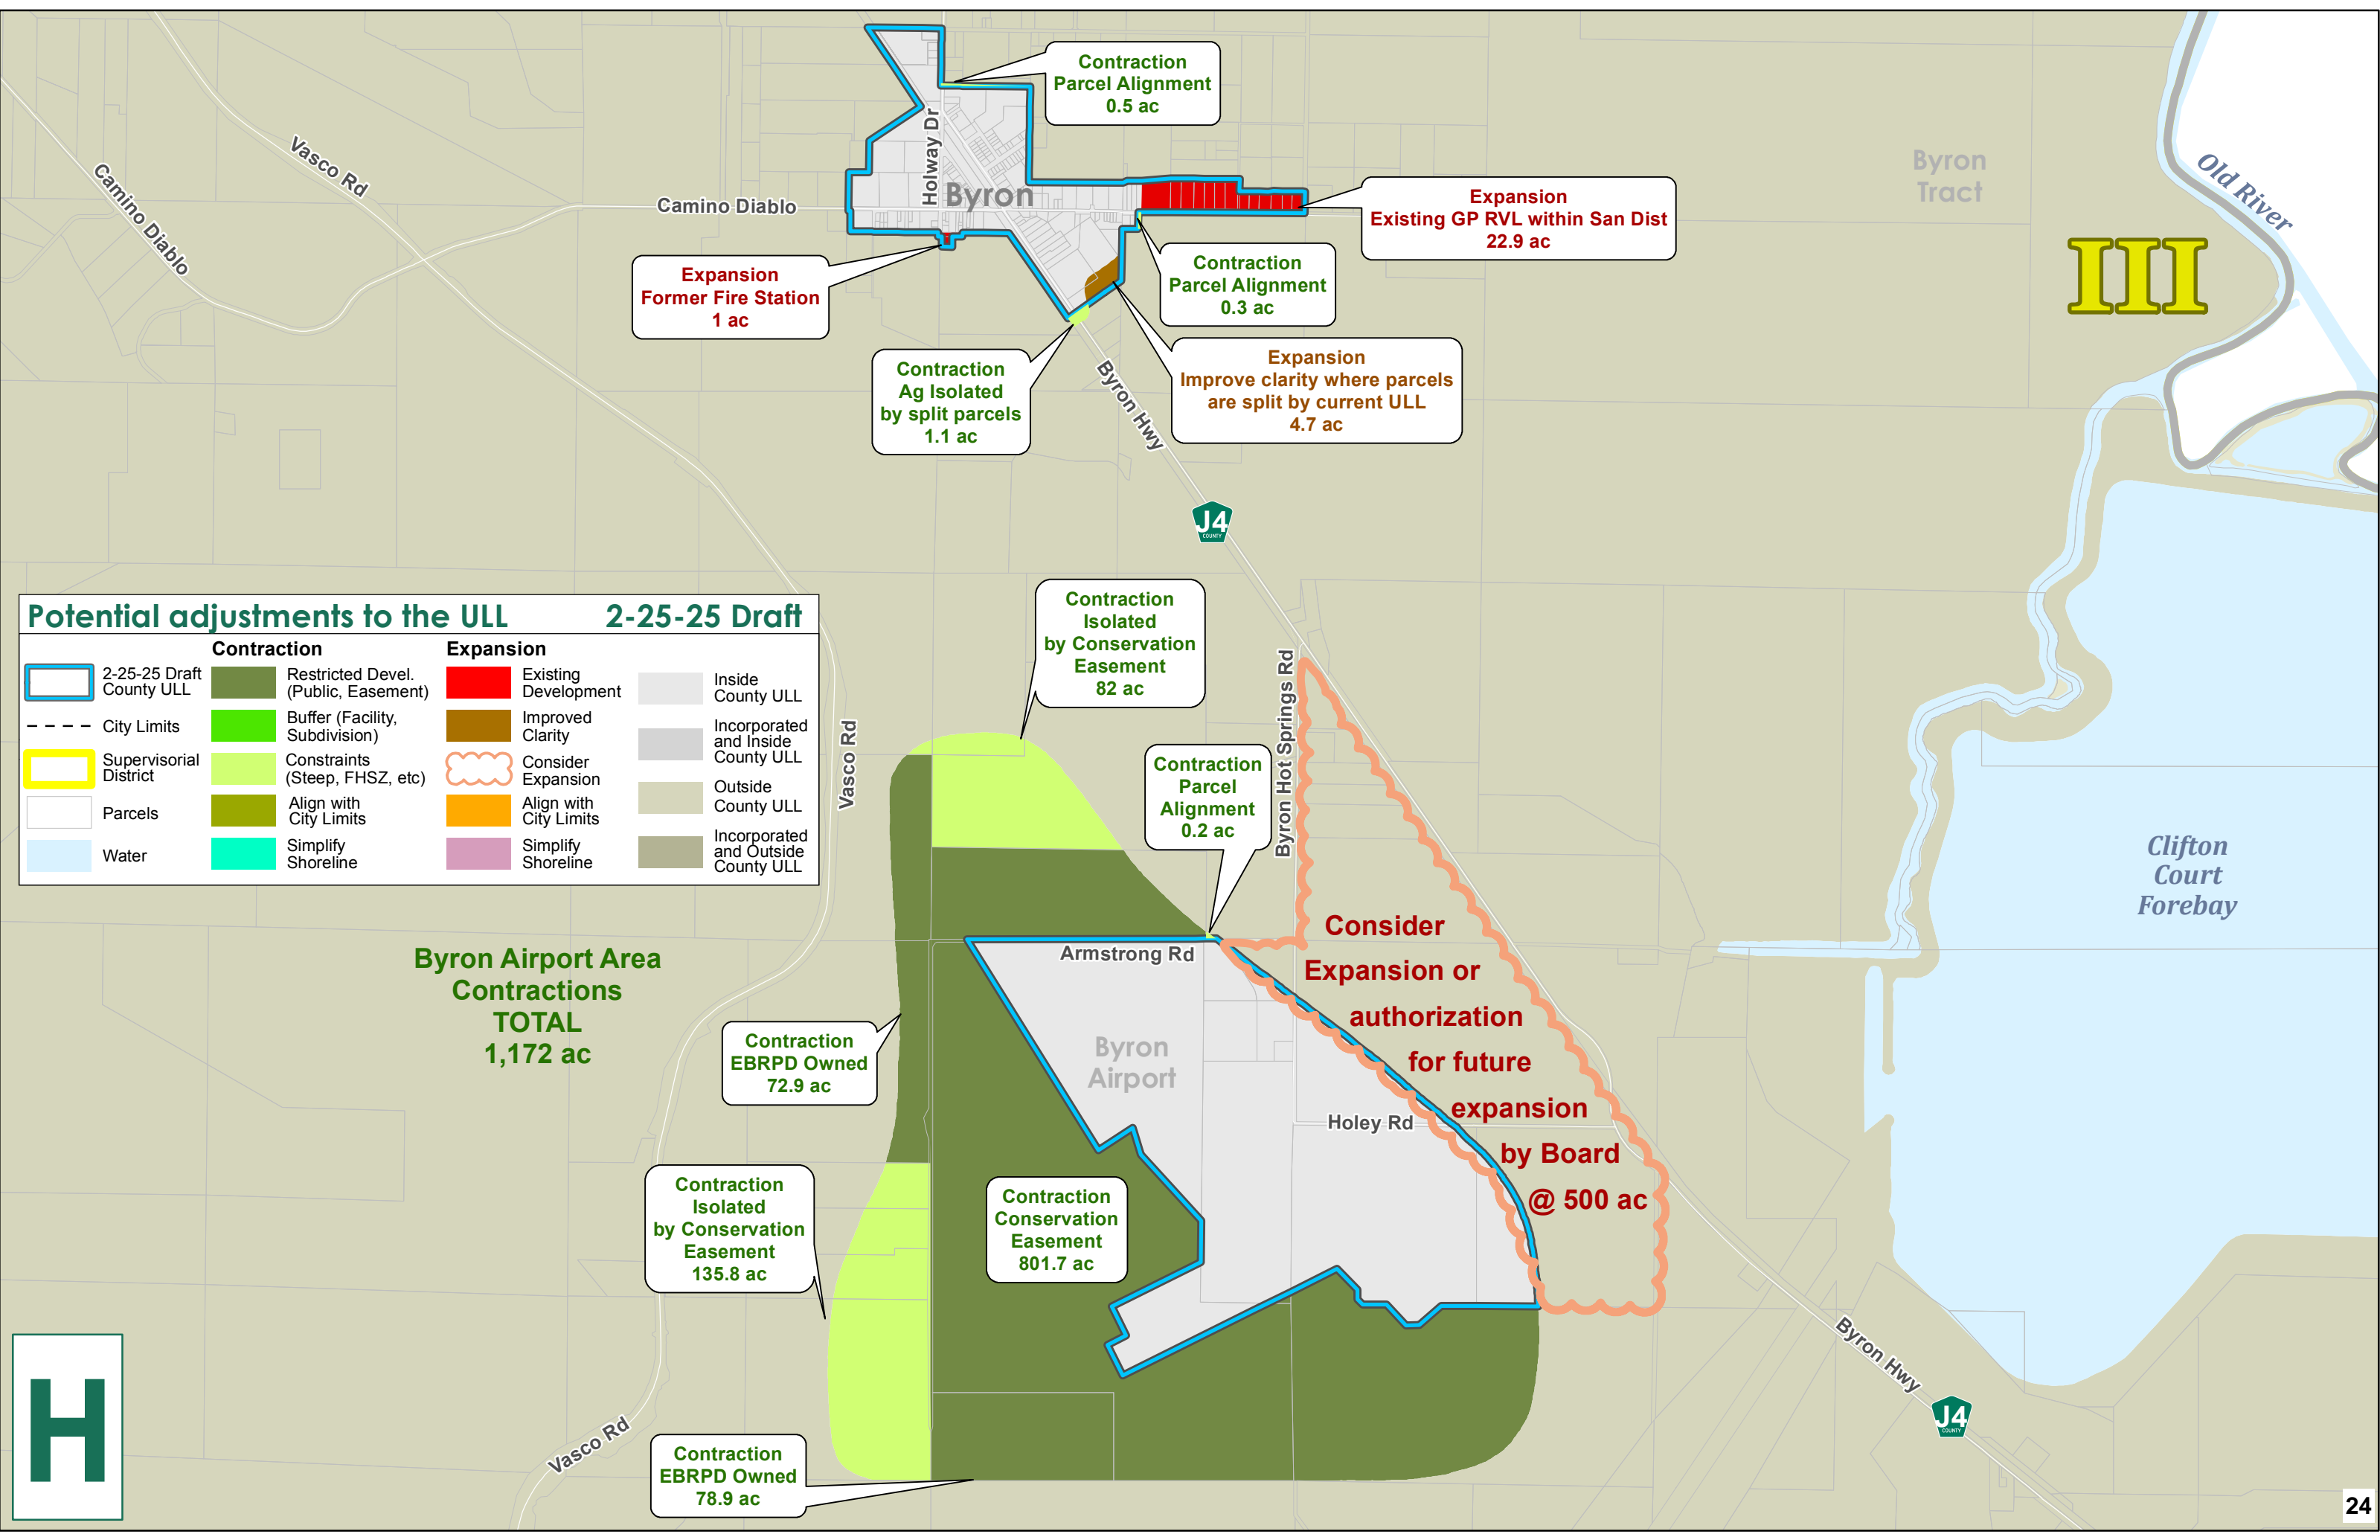 Contraction
Parcel Alignment
0.5 ac
Vasco Rd
Camino Diablo
Holway Dr
Byron
Camino Diablo
Byron
Tract
Old River
III
Expansion
Existing GP RVL within San Dist
22.9 ac
Expansion
Former Fire Station
1 ac
Contraction
Parcel Alignment
0.3 ac
Contraction
Ag Isolated
by split parcels
1.1 ac
Expansion
Improve clarity where parcels
are split by current ULL
4.7 ac
Byron Hwy
J4
COUNTY
Potential adjustments to the ULL 2-25-25 Draft
2-25-25 Draft
County ULL
City Limits
Supervisorial
District
Parcels
Water
Contraction
Restricted Devel.
(Public, Easement)
Buffer (Facility,
Subdivision)
Constraints
(Steep, FHSZ, etc)
Align with
City Limits
Simplify
Shoreline
Expansion
Existing
Development
Improved
Clarity
Consider
Expansion
Align with
City Limits
Simplify
Shoreline
Inside
County ULL
Incorporated
and Inside
County ULL
Outside
County ULL
Incorporated
and Outside
County ULL
Contraction
Isolated
by Conservation
Easement
82 ac
Vasco Rd
Contraction
Parcel
Alignment
0.2 ac
Byron Hot Springs Rd
Clifton
Court
Forebay
Byron Airport Area
Contractions
TOTAL
1,172 ac
Armstrong Rd
Consider
Expansion or
authorization
for future
expansion
by Board
@ 500 ac
Contraction
EBRPD Owned
72.9 ac
Byron
Airport
Holey Rd
Contraction
Isolated
by Conservation
Easement
135.8 ac
Contraction
Conservation
Easement
801.7 ac
Byron Hwy
J4
COUNTY
H
Vasco Rd
Contraction
EBRPD Owned
78.9 ac
24